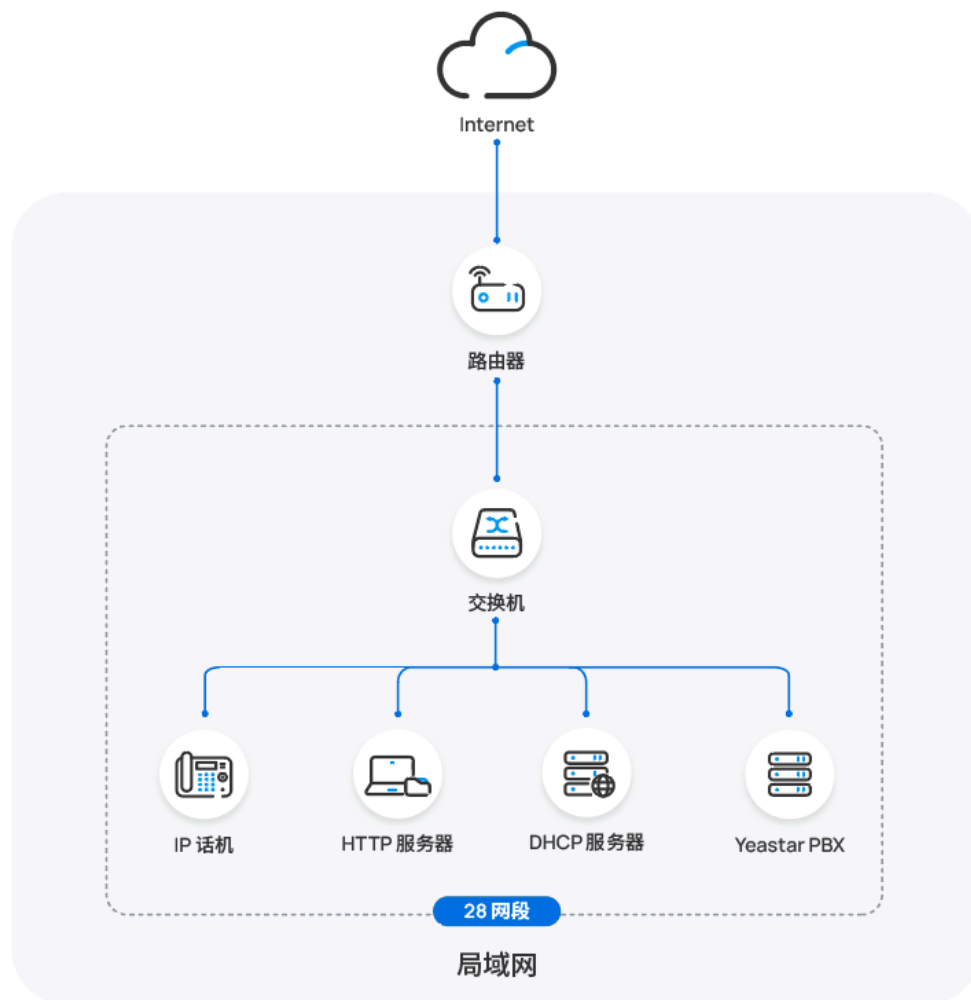 Internet
路由器
交换机
IP 话机
HTTP 服务器
DHCP 服务器
Yeastar PBX
28 网段
局域网